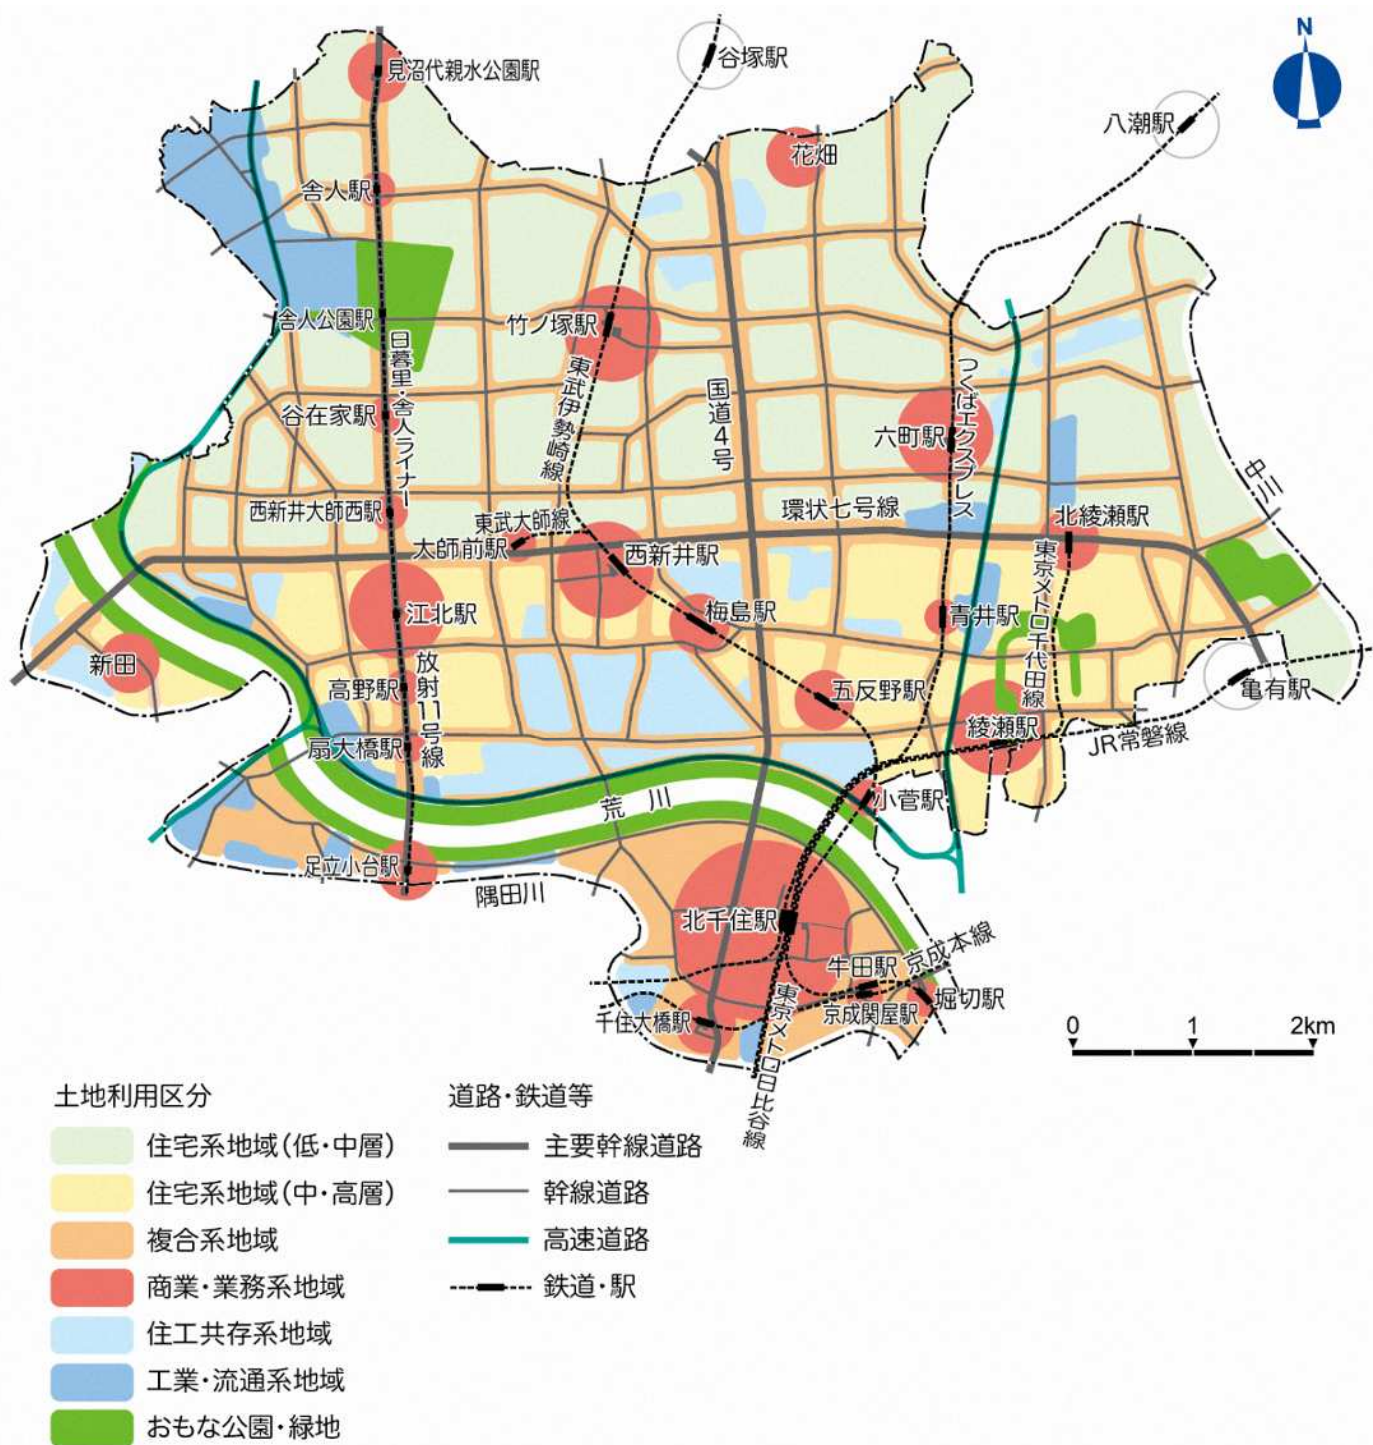 N
谷塚駅
見沼代親水公園駅
八潮駅
花畑
舎人駅
舎人公園駅
竹ノ塚駅
日暮里・舎人ライナー
東武伊勢崎線
国道4号
つくばエクスプレス
谷在家駅
六町駅
中川
西新井大師西駅
東武大師線
環状七号線
北綾瀬駅
大師前駅
西新井駅
東京メトロ千代田線
江北駅
梅島駅
青井駅
新田
放射11号線
高野駅
五反野駅
亀有駅
綾瀬駅
JR常磐線
扇大橋駅
荒川
小菅駅
足立小台駅
隅田川
北千住駅
牛田駅
京成本線
千住大橋駅
東京メトロ日比谷線
京成関屋駅
堀切駅
0 1 2km
土地利用区分
住宅系地域(低・中層)
住宅系地域(中・高層)
複合系地域
商業・業務系地域
住工共存系地域
工業・流通系地域
おもな公園・緑地
道路・鉄道等
主要幹線道路
幹線道路
高速道路
鉄道・駅